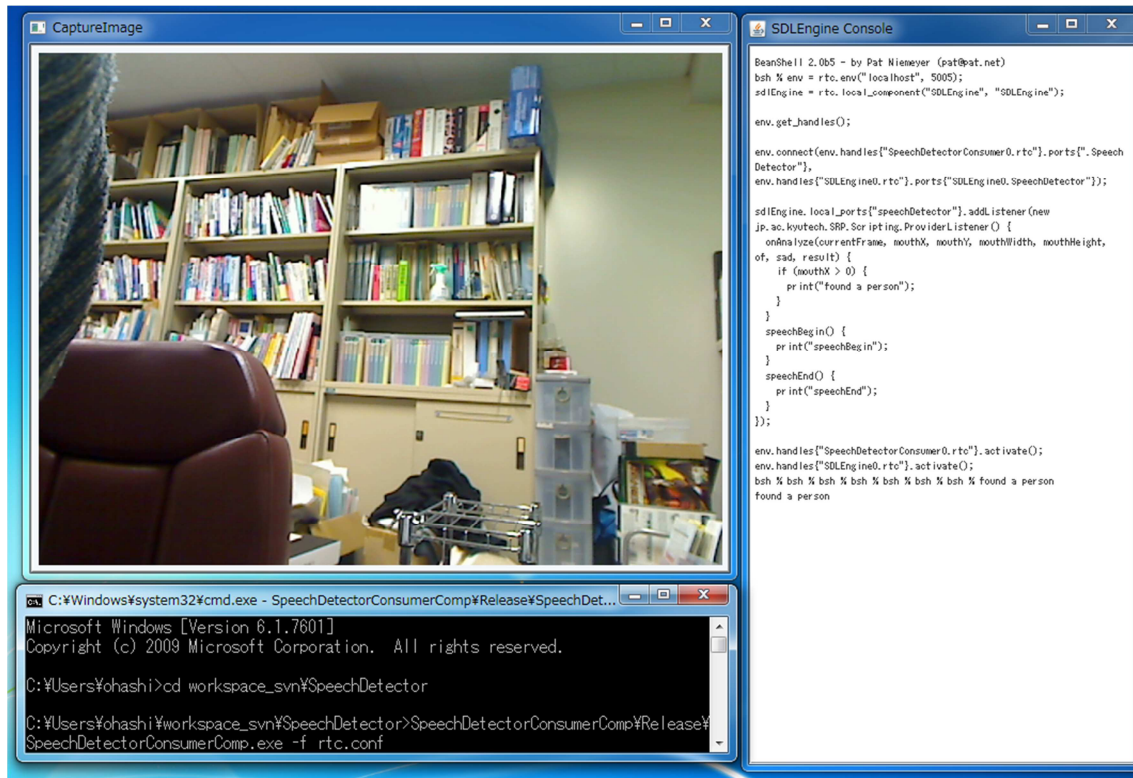 CaptureImage
SDLEngine Console
BeanShell 2.0b5 - by Pat Niemeyer (pat@pat.net)
bsh % env = rtc.env("localhost", 5005);
sdlEngine = rtc.local_component("SDLEngine", "SDLEngine");
env.get_handles();
env.connect(env.handles{"SpeechDetectorConsumer0.rtc"}.ports{".Speech
Detector"},
env.handles{"SDLEngine0.rtc"}.ports{"SDLEngine0.SpeechDetector"});
sdlEngine.local_ports{"speechDetector"}.addListener(new
jp.ac.kyutech.SRP.Scripting.ProviderListener() {
onAnalyze(currentFrame, mouthX, mouthY, mouthWidth, mouthHeight,
of, sad, result) {
if (mouthX > 0) {
print("found a person");
}
}
speechBegin() {
print("speechBegin");
}
speechEnd() {
print("speechEnd");
}
});
env.handles{"SpeechDetectorConsumer0.rtc"}.activate();
env.handles{"SDLEngine0.rtc"}.activate();
bsh % bsh % bsh % bsh % bsh % bsh % bsh % found a person
found a person
C:¥Windows¥system32¥cmd.exe - SpeechDetectorConsumerComp¥Release¥SpeechDet...
Microsoft Windows [Version 6.1.7601]
Copyright (c) 2009 Microsoft Corporation.  All rights reserved.
C:¥Users¥ohashi>cd workspace_svn¥SpeechDetector
C:¥Users¥ohashi¥workspace_svn¥SpeechDetector>SpeechDetectorConsumerComp¥Release¥
SpeechDetectorConsumerComp.exe -f rtc.conf